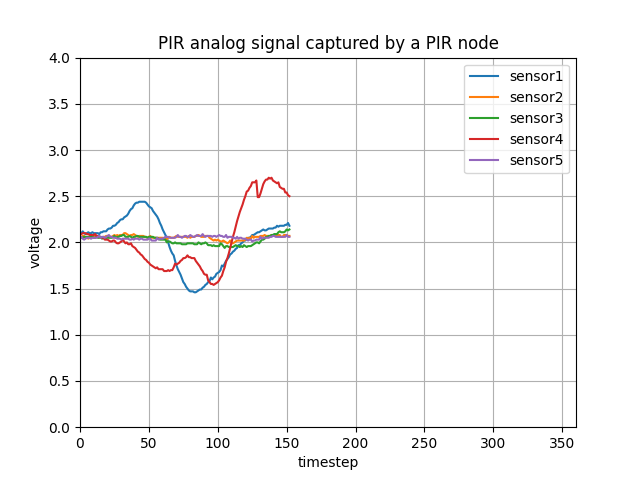 PIR analog signal captured by a PIR node
4.0
3.5
3.0
2.5
2.0
1.5
1.0
0.5
0.0
voltage
sensor1
sensor2
sensor3
sensor4
sensor5
0 50 100 150 200 250 300 350
timestep